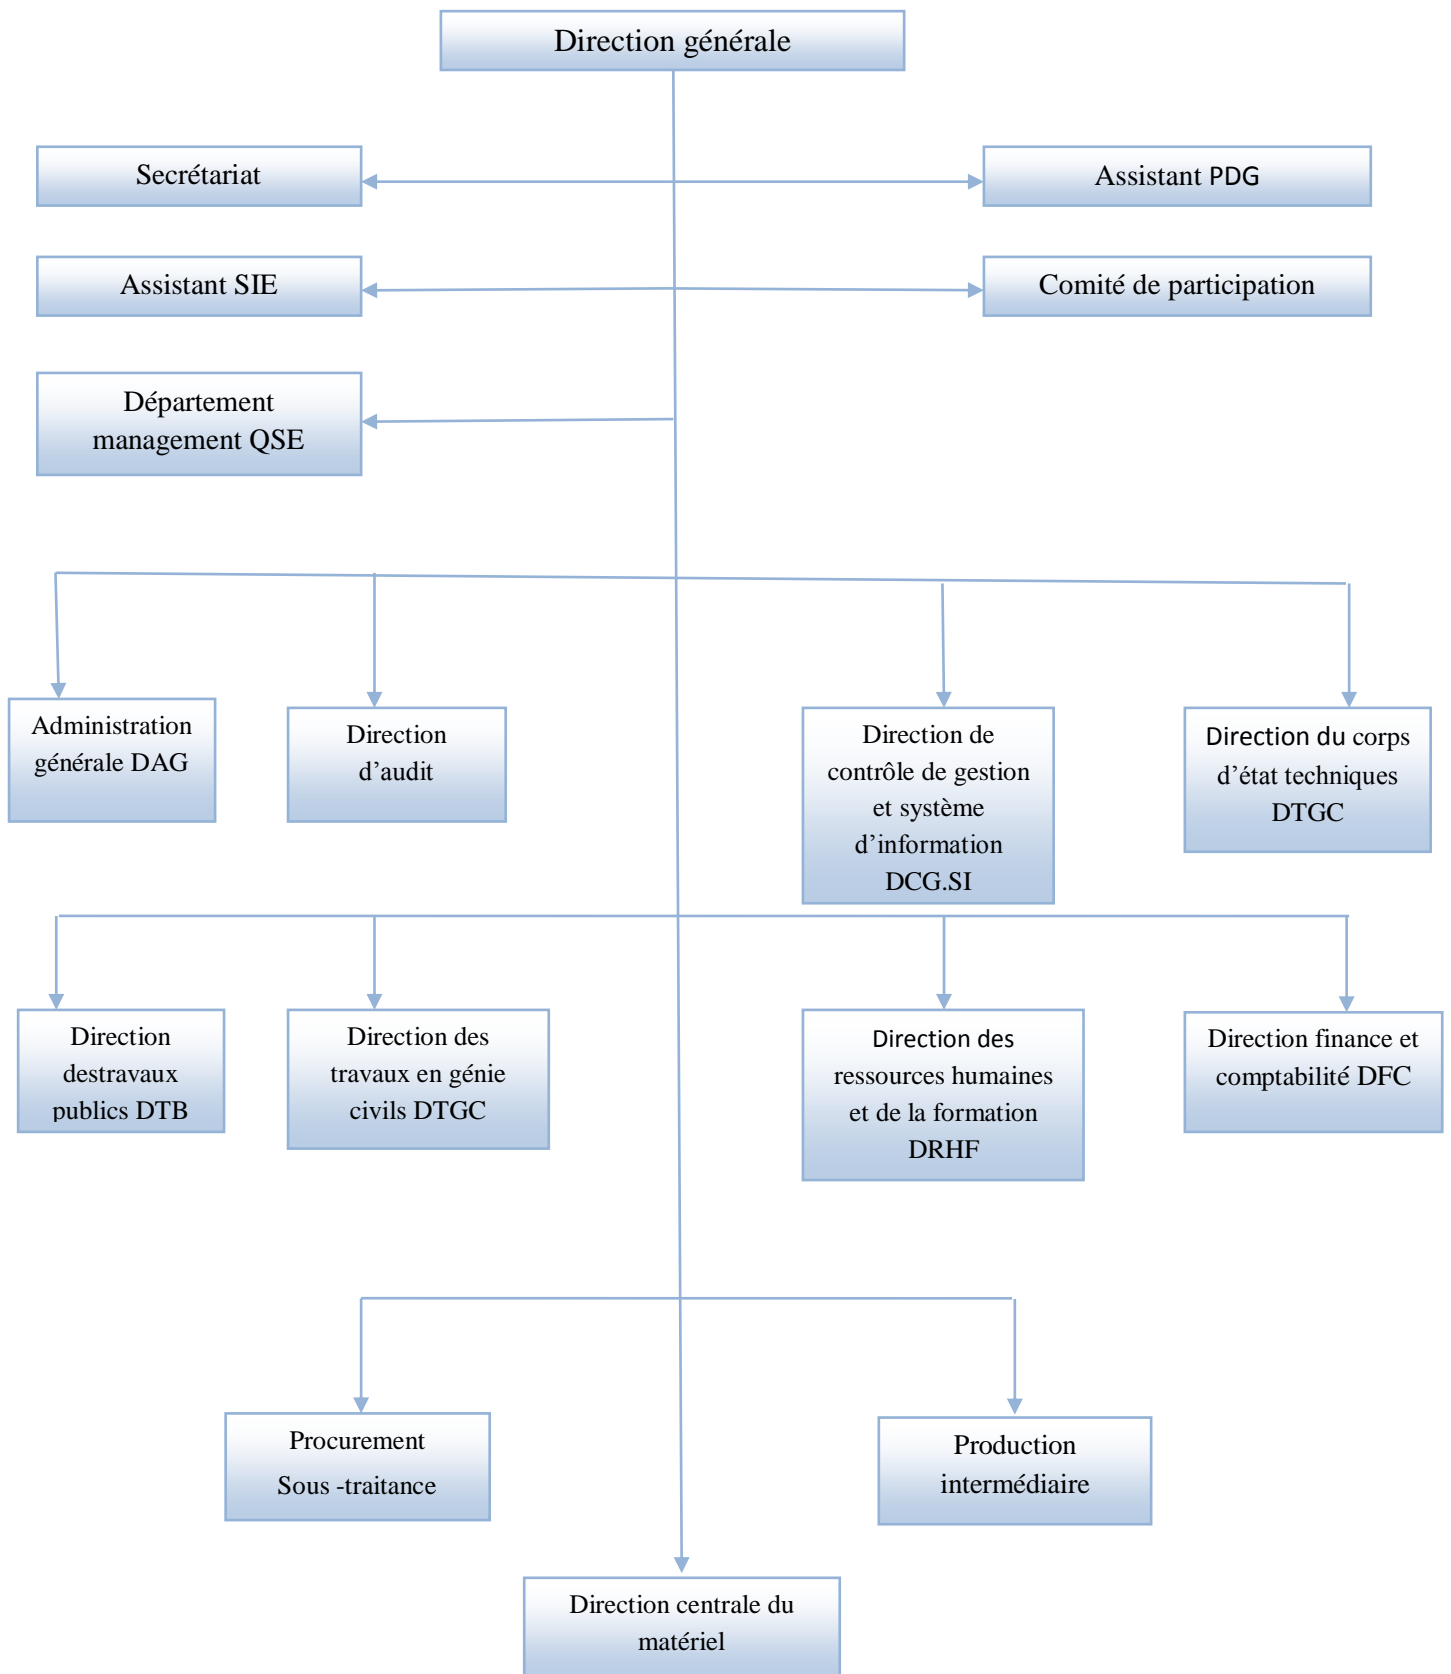 Direction générale
Secrétariat
Assistant PDG
Assistant SIE
Comité de participation
Département
management QSE
Administration
générale DAG
Direction
d’audit
Direction de
contrôle de gestion
et système
d’information
DCG.SI
Direction du corps
d’état techniques
DTGC
Direction
destravaux
publics DTB
Direction des
travaux en génie
civils DTGC
Direction des
ressources humaines
et de la formation
DRHF
Direction finance et
comptabilité DFC
Procurement
Sous -traitance
Production
intermédiaire
Direction centrale du
matériel